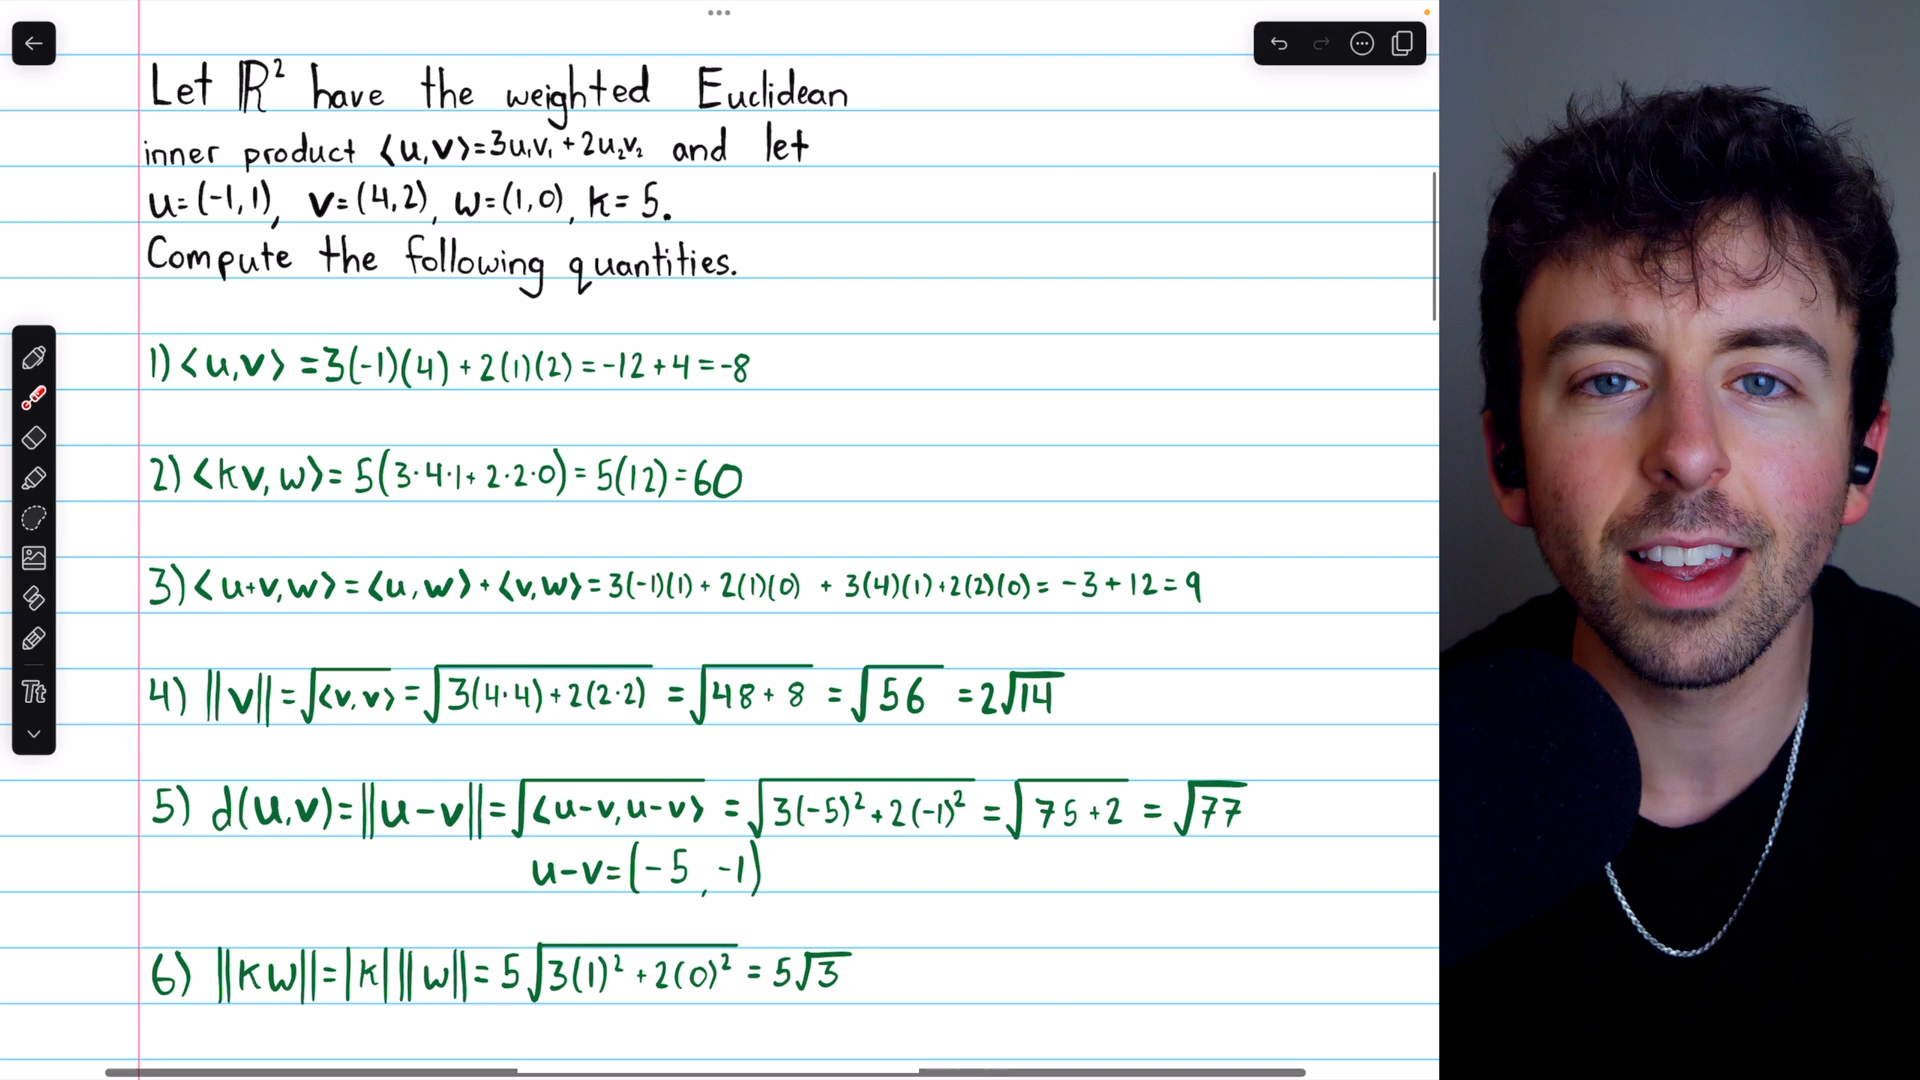 Let ℝ² have the weighted Euclidean
inner product ⟨u,v⟩=3u₁v₁+2u₂v₂ and let
u=(-1,1), v=(4,2), w=(1,0), k=5.
Compute the following quantities.
1) ⟨u,v⟩ =3(-1)(4)+2(1)(2)=-12+4=-8
2) ⟨kv,w⟩=5(3·4·1+2·2·0)=5(12)=60
3) ⟨u+v,w⟩=⟨u,w⟩+⟨v,w⟩=3(-1)(1)+2(1)(0) + 3(4)(1)+2(2)(0)= -3+12=9
4) ||v||=√⟨v,v⟩=√(3(4·4)+2(2·2)) =√(48+8) =√56 =2√14
5) d(u,v)=||u-v||=√⟨u-v,u-v⟩ =√(3(-5)²+2(-1)²) =√(75+2) =√77
u-v=(-5,-1)
6) ||kw||=|k| ||w||=5√(3(1)²+2(0)²) =5√3
Tt